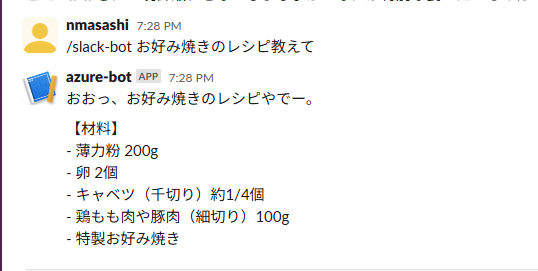 nmasashi 7:28 PM
/slack-bot お好み焼きのレシピ教えて
azure-bot APP 7:28 PM
おおっ、お好み焼きのレシピやでー。
【材料】
- 薄力粉 200g
- 卵 2個
- キャベツ（千切り）約1/4個
- 鶏もも肉や豚肉（細切り）100g
- 特製お好み焼き